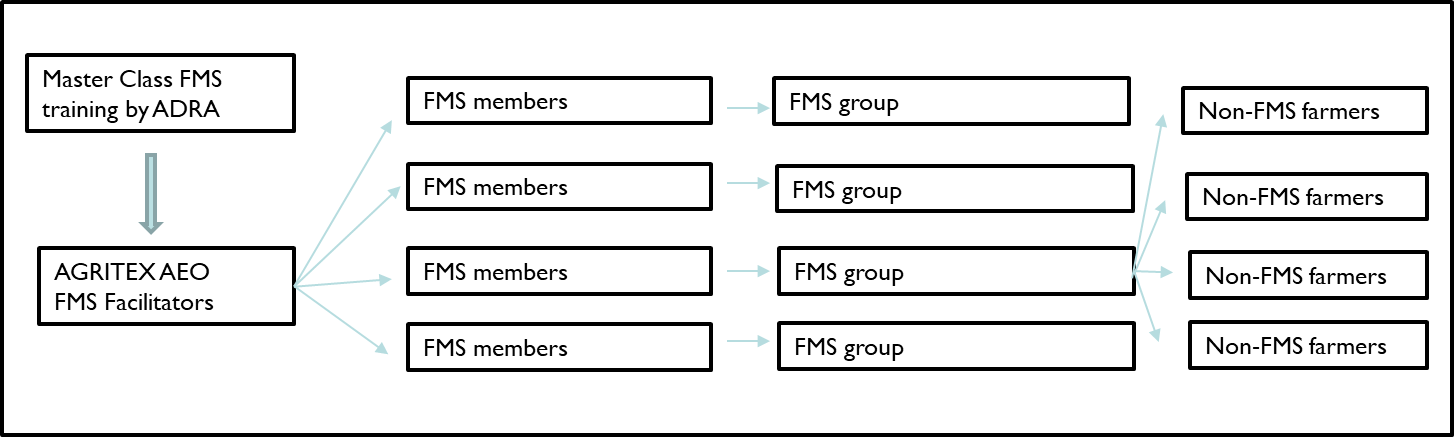 Master Class FMS
training by ADRA
AGRITEX AEO
FMS Facilitators
FMS members
FMS members
FMS members
FMS members
FMS group
FMS group
FMS group
FMS group
Non-FMS farmers
Non-FMS farmers
Non-FMS farmers
Non-FMS farmers